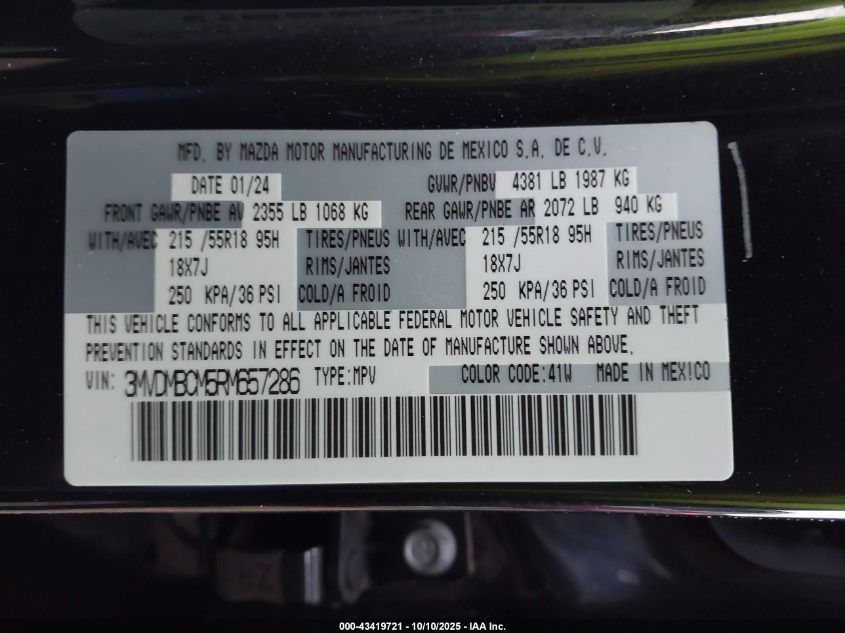 MFD. BY MAZDA MOTOR MANUFACTURING DE MEXICO S.A. DE C.V.
DATE 01/24 GVWR/PNBV 4381 LB 1987 KG
FRONT GAWR/PNBE AV 2355 LB 1068 KG REAR GAWR/PNBE AR 2072 LB 940 KG
WITH/AVEC 215 /55R18 95H TIRES/PNEUS WITH/AVEC 215 /55R18 95H TIRES/PNEUS
18X7J RIMS/JANTES 18X7J RIMS/JANTES
250 KPA/36 PSI COLD/A FROID 250 KPA/36 PSI COLD/A FROID
THIS VEHICLE CONFORMS TO ALL APPLICABLE FEDERAL MOTOR VEHICLE SAFETY AND THEFT
PREVENTION STANDARDS IN EFFECT ON THE DATE OF MANUFACTURE SHOWN ABOVE.
VIN: 3MVDMBCM5RM657286 TYPE:MPV COLOR CODE:41W MADE IN MEXICO
000-43419721 - 10/10/2025 - IAA Inc.